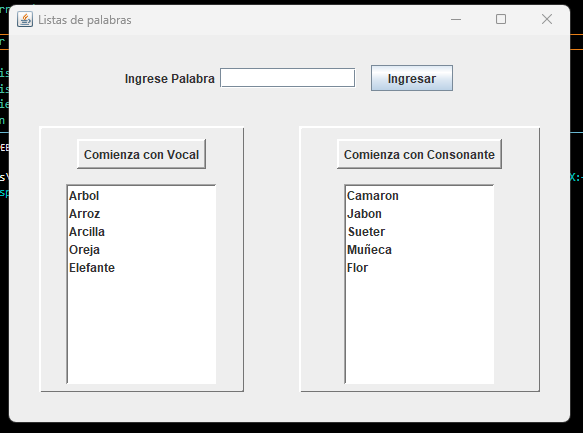 Listas de palabras
Ingrese Palabra
Ingresar
Comienza con Vocal
Arbol
Arroz
Arcilla
Oreja
Elefante
Comienza con Consonante
Camaron
Jabon
Sueter
Muñeca
Flor